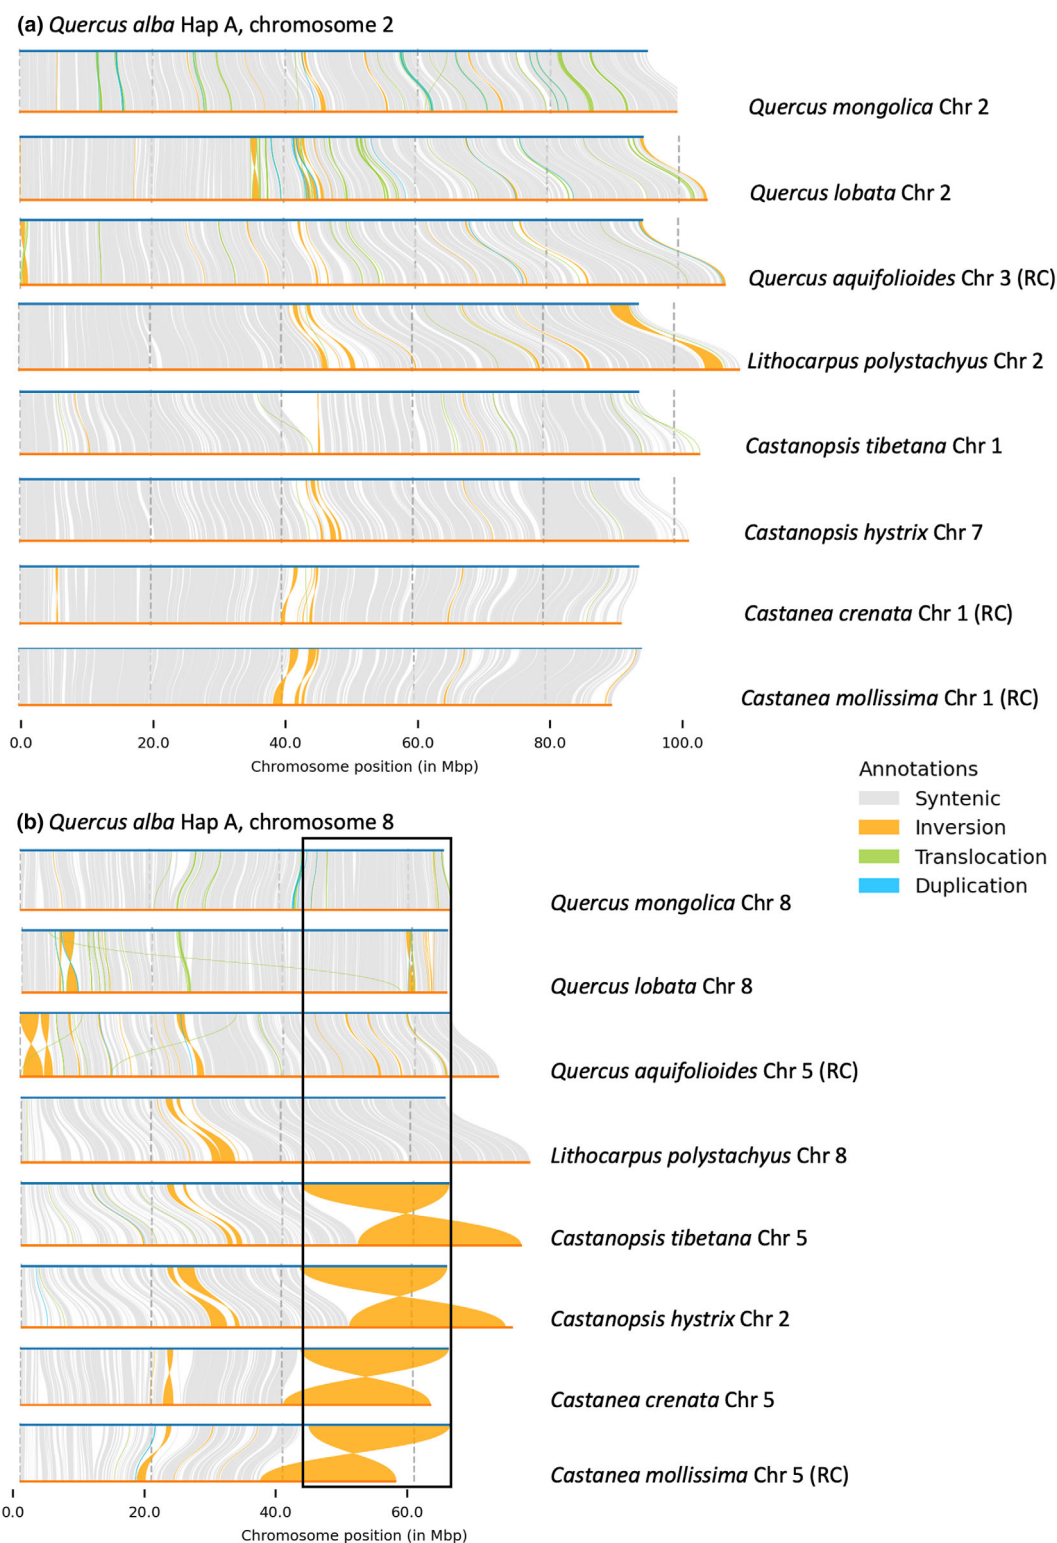 (a) Quercus alba Hap A, chromosome 2
Quercus mongolica Chr 2
Quercus lobata Chr 2
Quercus aquifolioides Chr 3 (RC)
Lithocarpus polystachyus Chr 2
Castanopsis tibetana Chr 1
Castanopsis hystrix Chr 7
Castanea crenata Chr 1 (RC)
Castanea mollissima Chr 1 (RC)
0.0 20.0 40.0 60.0 80.0 100.0
Chromosome position (in Mbp)
Annotations
Syntenic
Inversion
Translocation
Duplication
(b) Quercus alba Hap A, chromosome 8
Quercus mongolica Chr 8
Quercus lobata Chr 8
Quercus aquifolioides Chr 5 (RC)
Lithocarpus polystachyus Chr 8
Castanopsis tibetana Chr 5
Castanopsis hystrix Chr 2
Castanea crenata Chr 5
Castanea mollissima Chr 5 (RC)
0.0 20.0 40.0 60.0
Chromosome position (in Mbp)